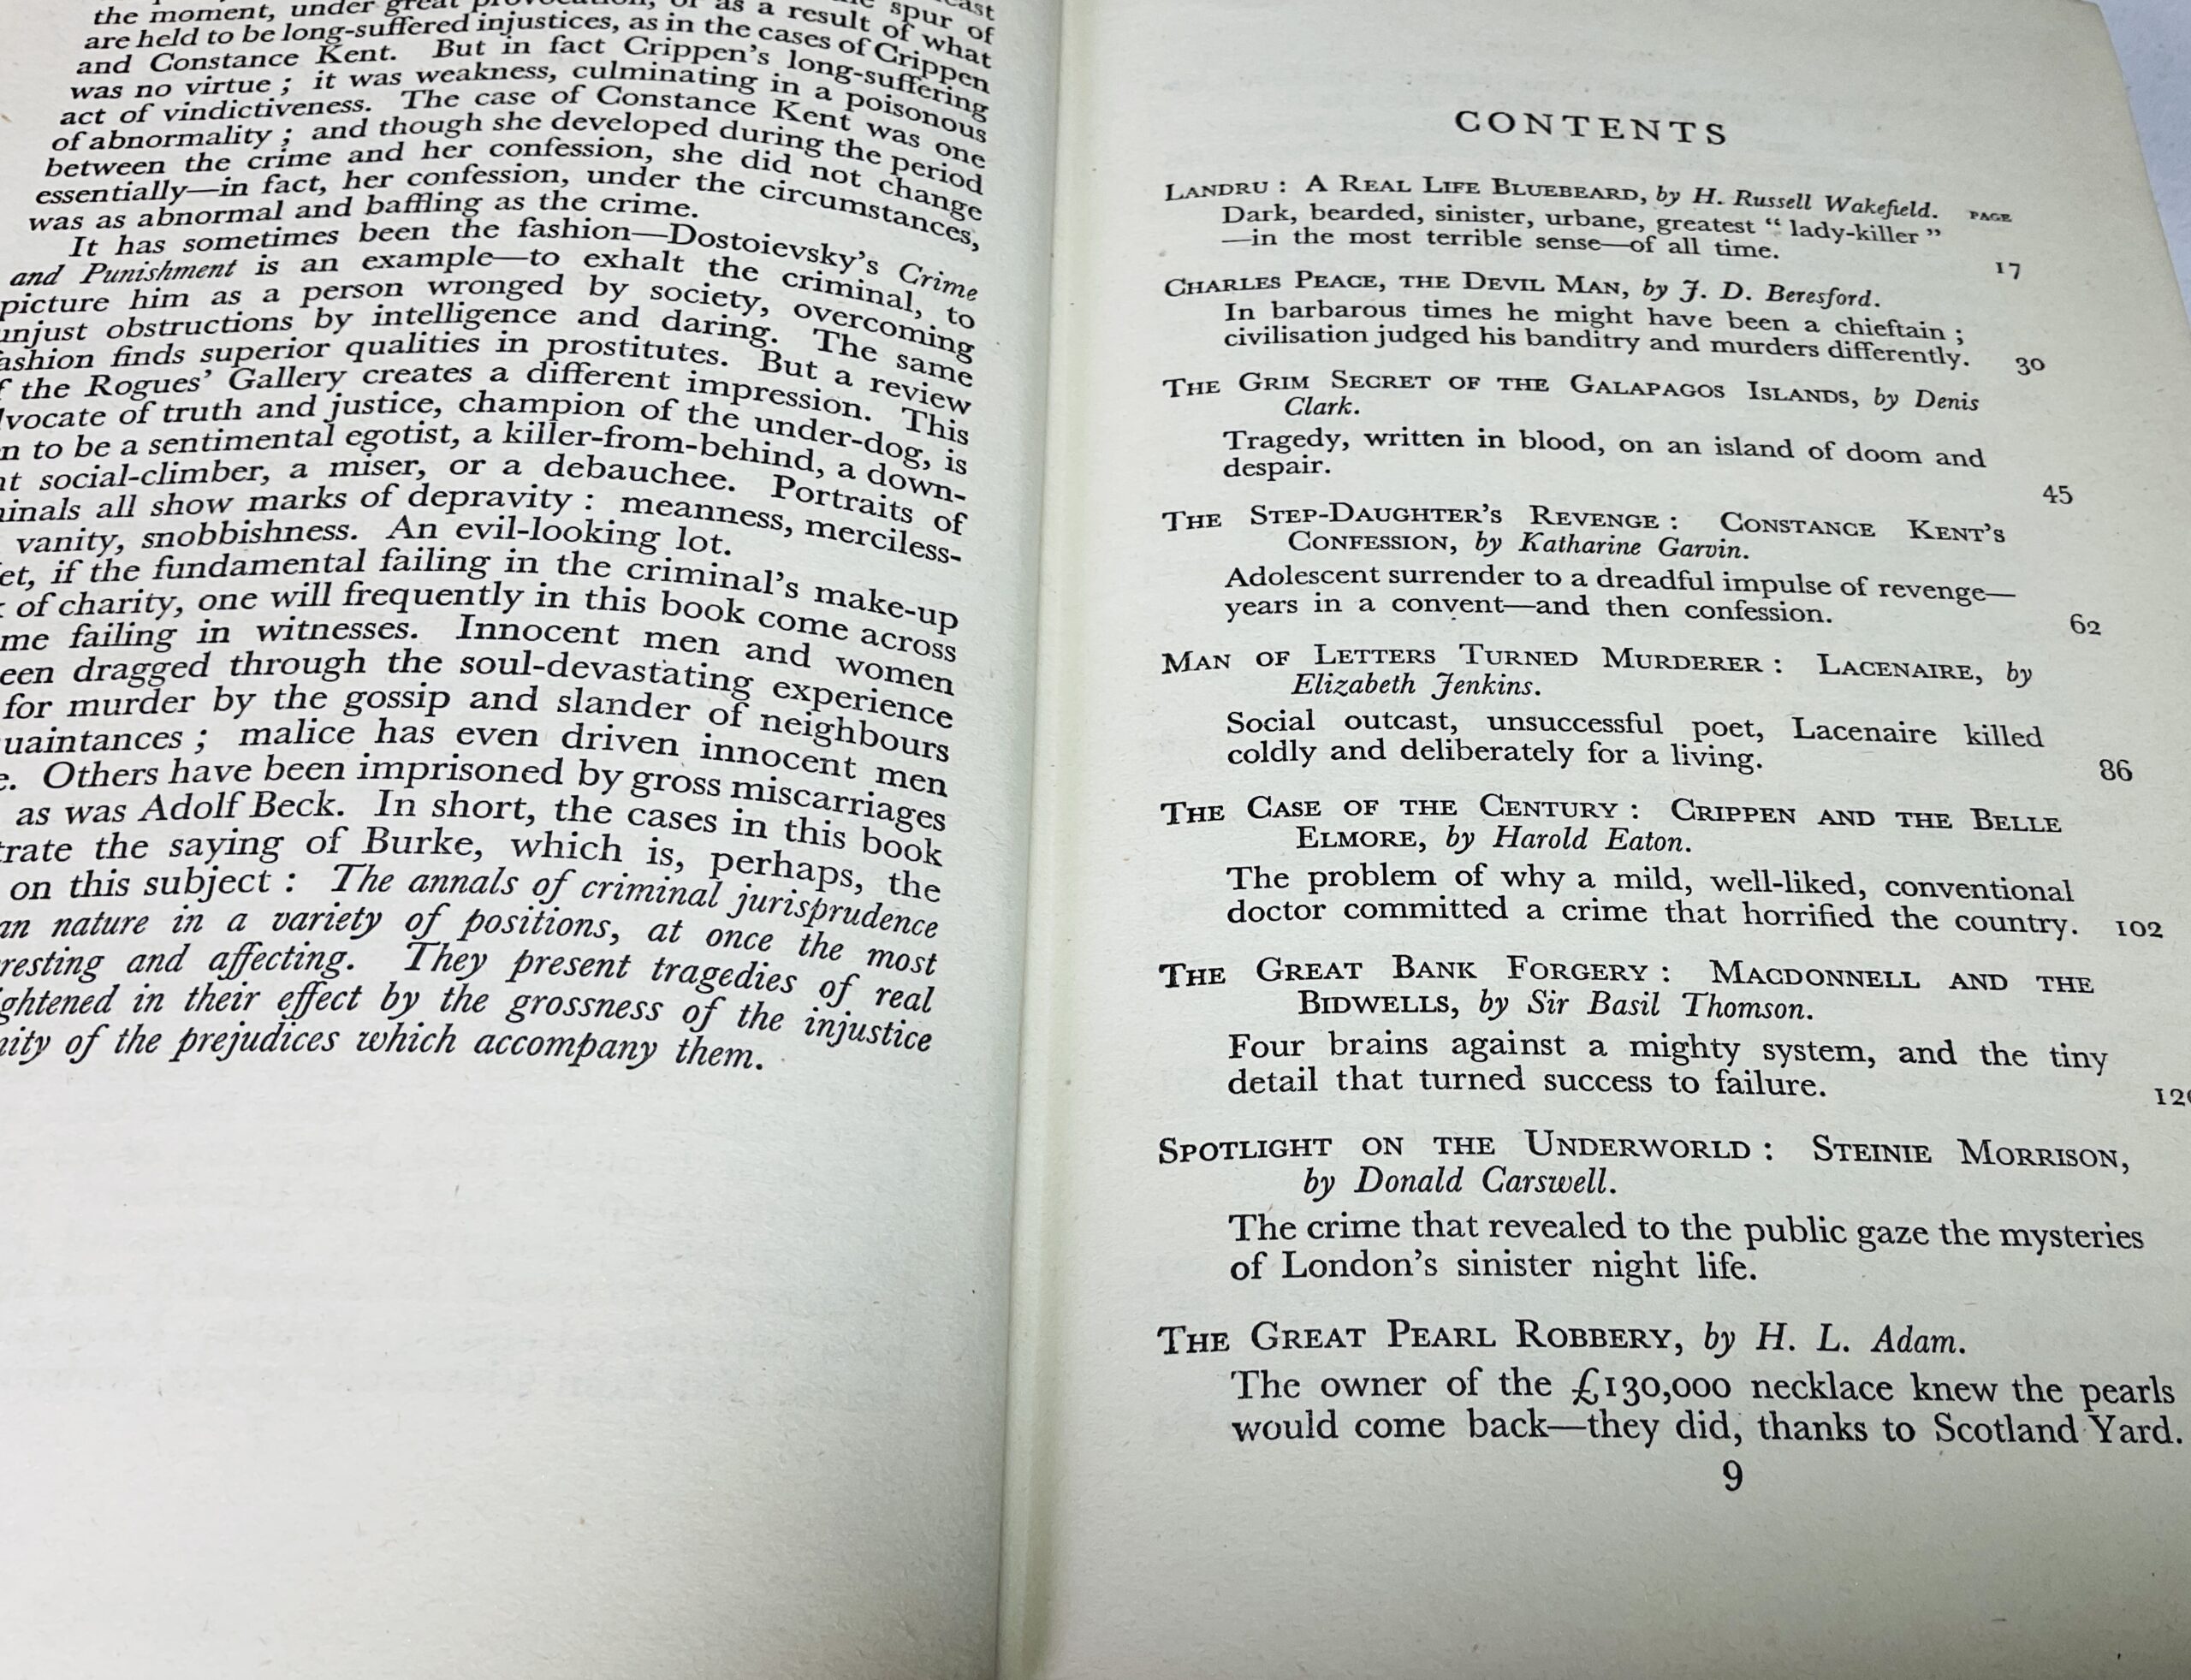 the moment, under great provocation, or as a result of what
are held to be long-suffered injustices, as in the cases of Crippen
and Constance Kent. But in fact Crippen's long-suffering
was no virtue ; it was weakness, culminating in a poisonous
act of vindictiveness. The case of Constance Kent was one
of abnormality ; and though she developed during the period
between the crime and her confession, she did not change
essentially—in fact, her confession, under the circumstances,
was as abnormal and baffling as the crime.
It has sometimes been the fashion—Dostoievsky's Crime
and Punishment is an example—to exhalt the criminal, to
picture him as a person wronged by society, overcoming
unjust obstructions by intelligence and daring. The same
fashion finds superior qualities in prostitutes. But a review
the Rogues' Gallery creates a different impression. This
of truth and justice, champion of the under-dog, is
to be a sentimental egotist, a killer-from-behind, a down-
social-climber, a miser, or a debauchee. Portraits of
all show marks of depravity : meanness, merciless-
vanity, snobbishness. An evil-looking lot.
if the fundamental failing in the criminal's make-up
of charity, one will frequently in this book come across
failing in witnesses. Innocent men and women
dragged through the soul-devastating experience
for murder by the gossip and slander of neighbours
; malice has even driven innocent men
Others have been imprisoned by gross miscarriages
as was Adolf Beck. In short, the cases in this book
the saying of Burke, which is, perhaps, the
on this subject : The annals of criminal jurisprudence
nature in a variety of positions, at once the most
and affecting. They present tragedies of real
in their effect by the grossness of the injustice
of the prejudices which accompany them.
CONTENTS
PAGE
LANDRU : A REAL LIFE BLUEBEARD, by H. Russell Wakefield.
Dark, bearded, sinister, urbane, greatest “ lady-killer ”
—in the most terrible sense—of all time. 17
CHARLES PEACE, THE DEVIL MAN, by J. D. Beresford.
In barbarous times he might have been a chieftain ;
civilisation judged his banditry and murders differently. 30
THE GRIM SECRET OF THE GALAPAGOS ISLANDS, by Denis
Clark.
Tragedy, written in blood, on an island of doom and
despair. 45
THE STEP-DAUGHTER'S REVENGE : CONSTANCE KENT'S
CONFESSION, by Katharine Garvin.
Adolescent surrender to a dreadful impulse of revenge—
years in a convent—and then confession. 62
MAN OF LETTERS TURNED MURDERER : LACENAIRE, by
Elizabeth Jenkins.
Social outcast, unsuccessful poet, Lacenaire killed
coldly and deliberately for a living. 86
THE CASE OF THE CENTURY : CRIPPEN AND THE BELLE
ELMORE, by Harold Eaton.
The problem of why a mild, well-liked, conventional
doctor committed a crime that horrified the country. 102
THE GREAT BANK FORGERY : MACDONNELL AND THE
BIDWELLS, by Sir Basil Thomson.
Four brains against a mighty system, and the tiny
detail that turned success to failure.
SPOTLIGHT ON THE UNDERWORLD : STEINIE MORRISON,
by Donald Carswell.
The crime that revealed to the public gaze the mysteries
of London's sinister night life.
THE GREAT PEARL ROBBERY, by H. L. Adam.
The owner of the £130,000 necklace knew the pearls
would come back—they did, thanks to Scotland Yard.
9